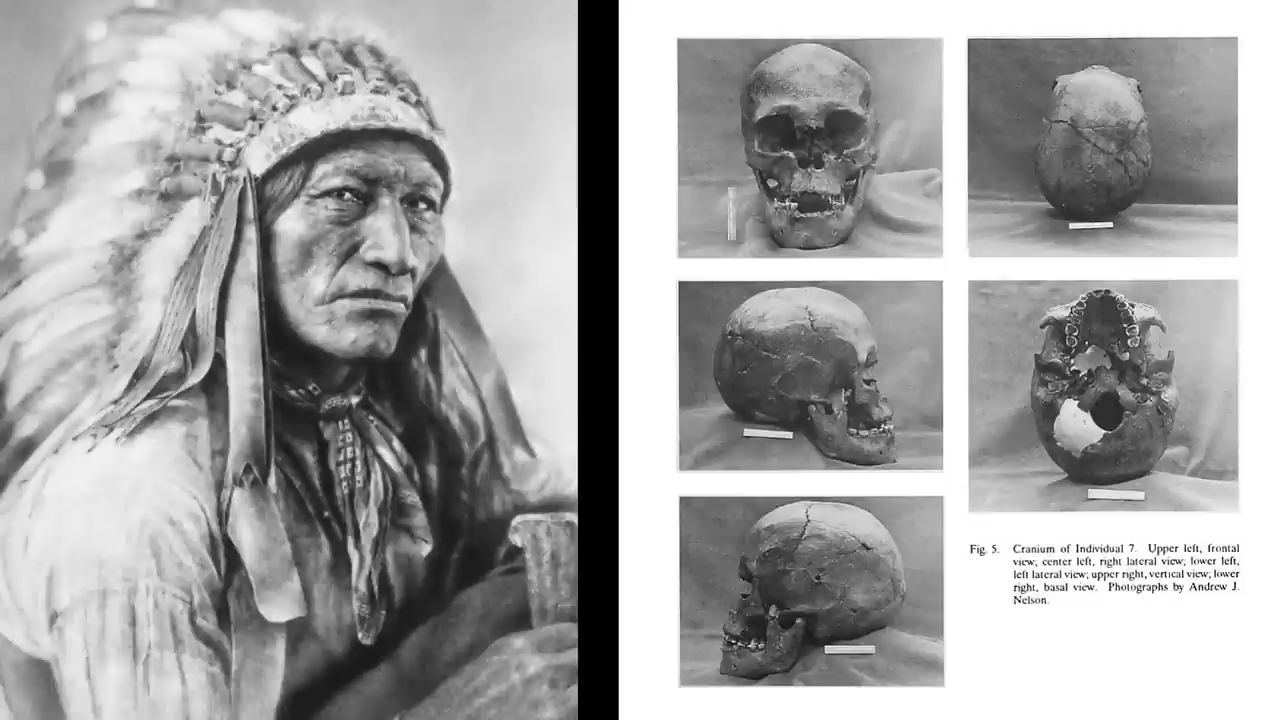 Fig. 5. Cranium of Individual 7. Upper left, frontal
view; center left, right lateral view; lower left,
left lateral view; upper right, vertical view; lower
right, basal view. Photographs by Andrew J.
Nelson.